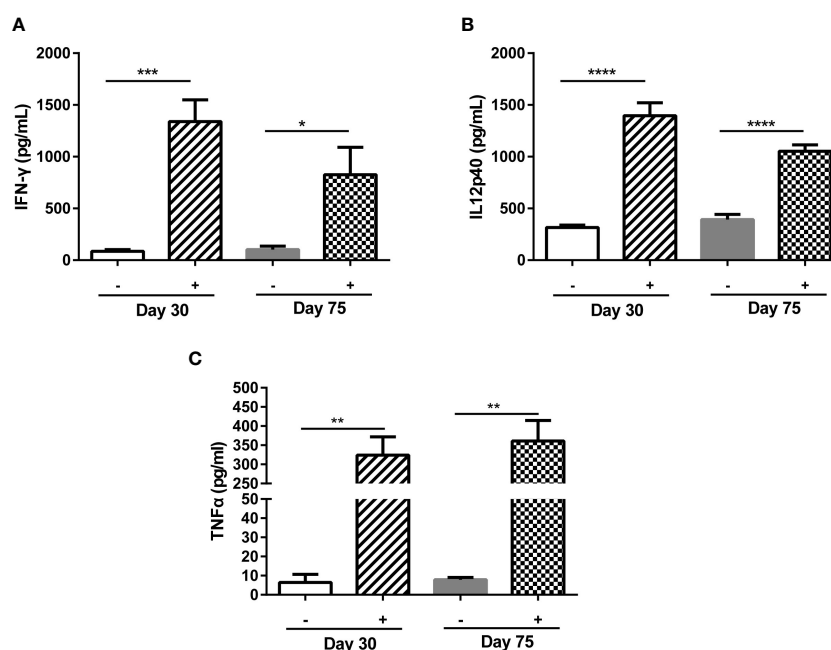 A
IFN-γ (pg/mL)
2000
1500
1000
500
0
***
*
- + - +
Day 30 Day 75
B
IL12p40 (pg/mL)
2000
1500
1000
500
0
****
****
- + - +
Day 30 Day 75
C
TNFα (pg/ml)
500
450
400
350
300
250
50
40
30
20
10
0
** **
- + - +
Day 30 Day 75